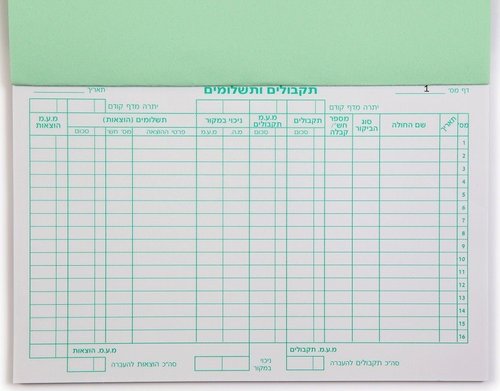 דף מס' 1 תקבולים ותשלומים תאריך
יתרה מדף קודם יתרה מדף קודם
מס' תאריך שם החולה סוג הביקור מספר חש'/ קבלה תקבולים מ.ע.מ תקבולים ניכוי במקור תשלומים (הוצאות) מ.ע.מ הוצאות
סכום סכום מ.ה. מ.ע.מ פרטי ההוצאה מס' חש' סכום
1
2
3
4
5
6
7
8
9
10
11
12
13
14
15
16
מ.ע.מ. תקבולים מ.ע.מ. הוצאות
סה"כ תקבולים להעברה ניכוי במקור סה"כ הוצאות להעברה